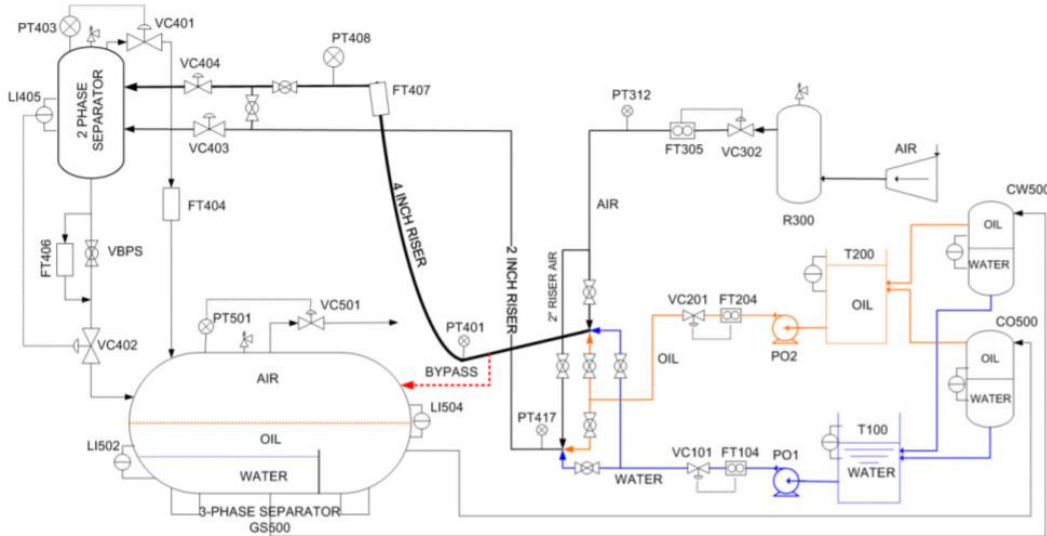 PT403
VC401
VC404
PT408
LI405
2 PHASE
SEPARATOR
FT407
VC403
PT312
FT305
VC302
AIR
R300
AIR
CW500
OIL
WATER
FT404
4 INCH RISER
2 INCH RISER
2" RISER AIR
FT406
VBPS
T200
OIL
VC201
FT204
PO2
CO500
OIL
WATER
PT501
VC501
PT401
BYPASS
OIL
VC402
AIR
LI504
PT417
OIL
LI502
WATER
VC101
FT104
PO1
T100
WATER
WATER
3-PHASE SEPARATOR
GS500